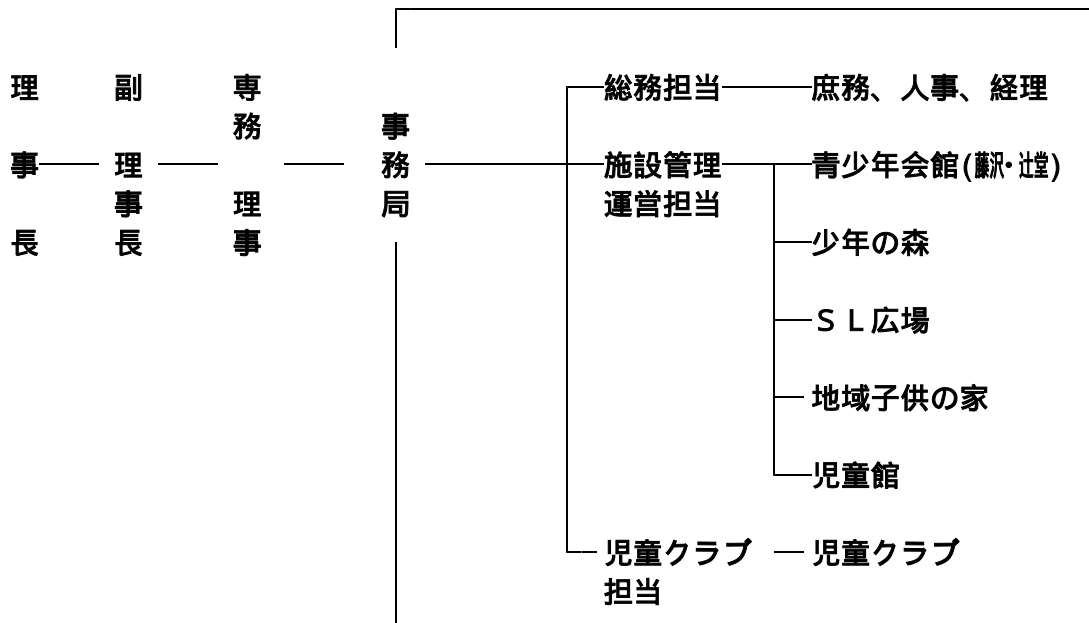 理事長
副理事長
専務理事
事務局
総務担当
庶務、人事、経理
施設管理
運営担当
青少年会館(藤沢・辻堂)
少年の森
ＳＬ広場
地域子供の家
児童館
児童クラブ
担当
児童クラブ